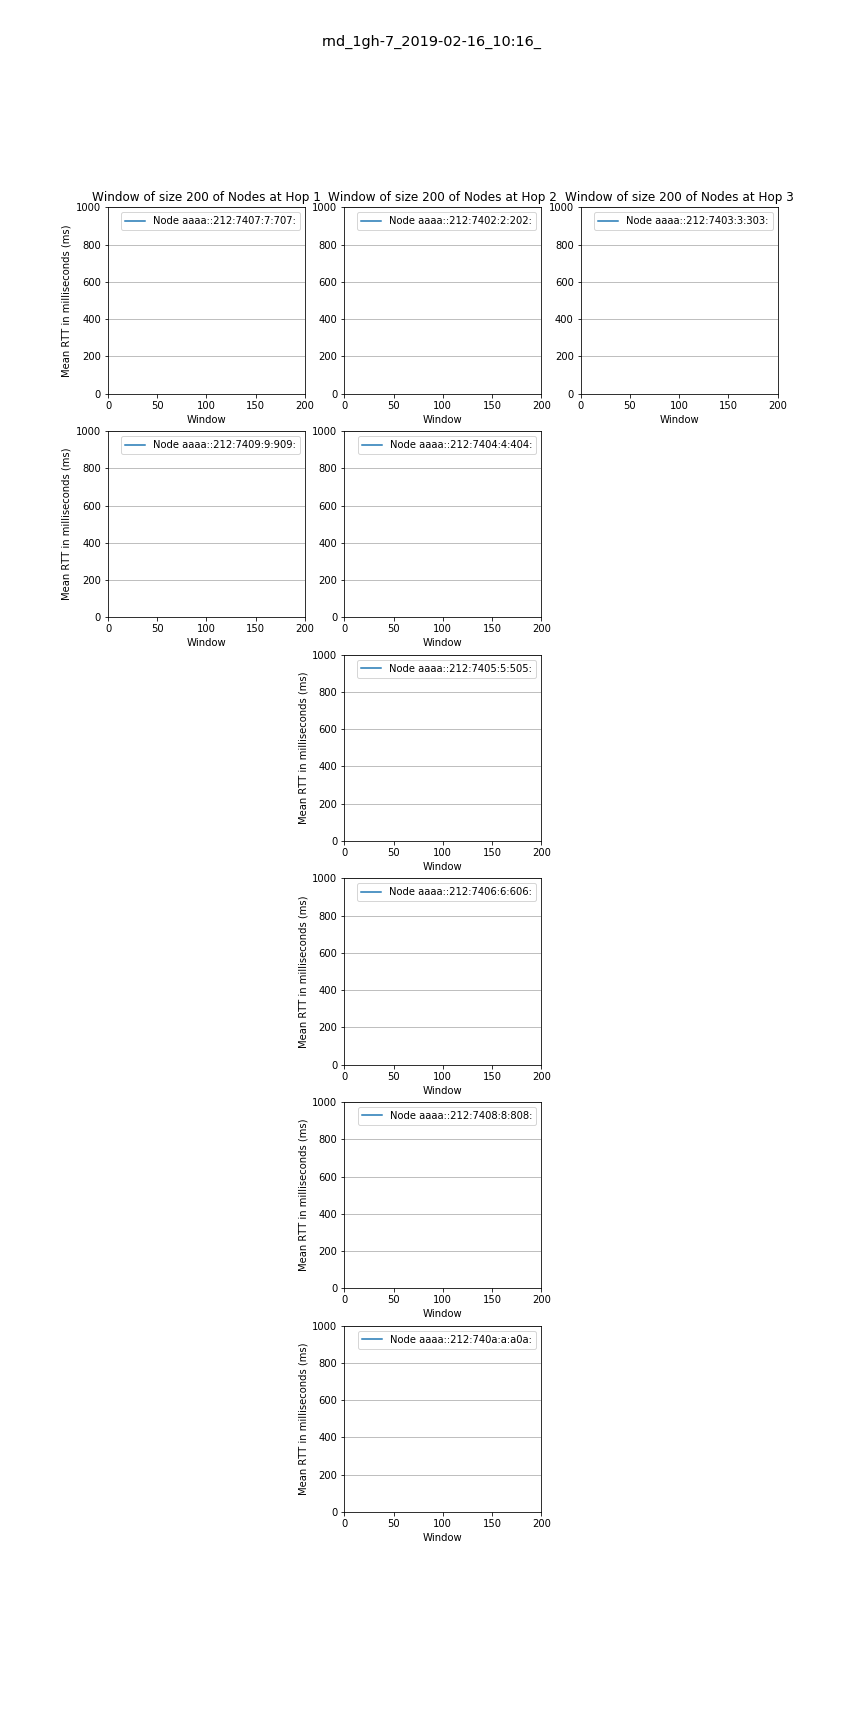 rnd_1gh-7_2019-02-16_10:16_
Window of size 200 of Nodes at Hop 1
Mean RTT in milliseconds (ms)
1000
800
600
400
200
0
Node aaaa::212:7407:7:707:
0 50 100 150 200
Window
Window of size 200 of Nodes at Hop 2
1000
800
600
400
200
0
Node aaaa::212:7402:2:202:
0 50 100 150 200
Window
Window of size 200 of Nodes at Hop 3
1000
800
600
400
200
0
Node aaaa::212:7403:3:303:
0 50 100 150 200
Window
Mean RTT in milliseconds (ms)
1000
800
600
400
200
0
Node aaaa::212:7409:9:909:
0 50 100 150 200
Window
1000
800
600
400
200
0
Node aaaa::212:7404:4:404:
0 50 100 150 200
Window
Mean RTT in milliseconds (ms)
1000
800
600
400
200
0
Node aaaa::212:7405:5:505:
0 50 100 150 200
Window
Mean RTT in milliseconds (ms)
1000
800
600
400
200
0
Node aaaa::212:7406:6:606:
0 50 100 150 200
Window
Mean RTT in milliseconds (ms)
1000
800
600
400
200
0
Node aaaa::212:7408:8:808:
0 50 100 150 200
Window
Mean RTT in milliseconds (ms)
1000
800
600
400
200
0
Node aaaa::212:740a:a:a0a:
0 50 100 150 200
Window